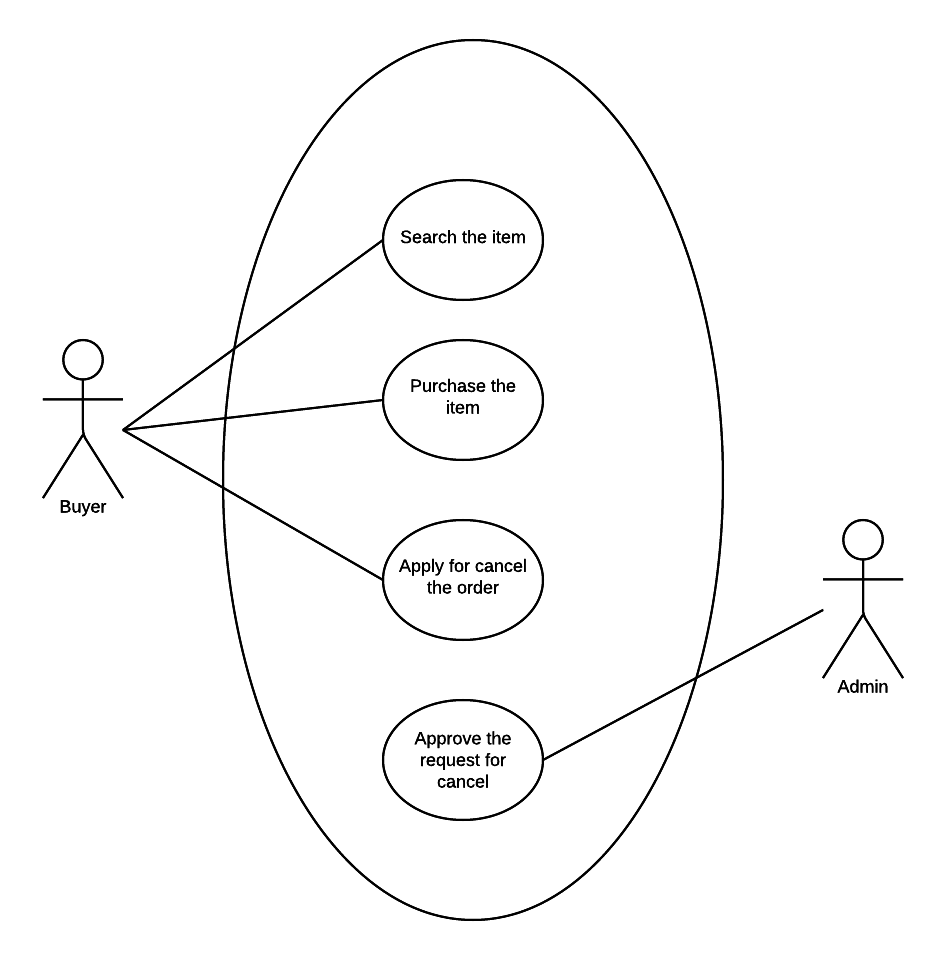 Search the item
Purchase the
item
Buyer
Apply for cancel
the order
Admin
Approve the
request for
cancel